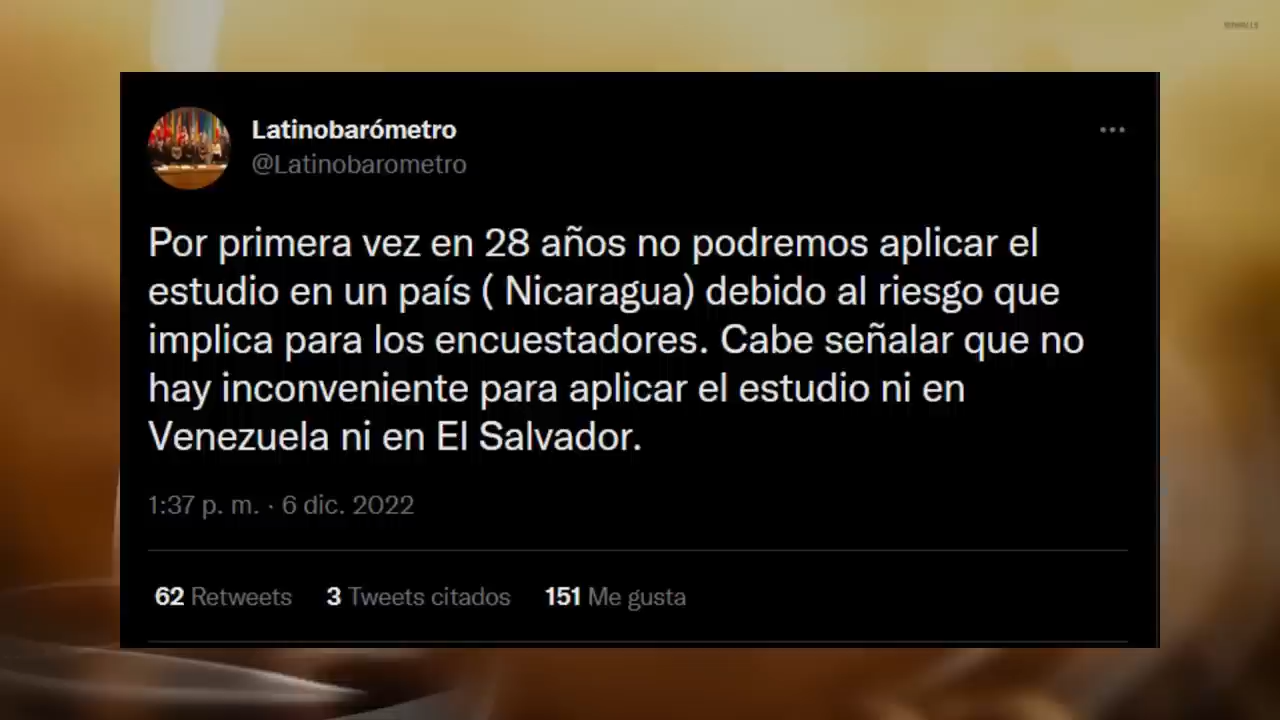 Latinobarómetro
@Latinobarometro
Por primera vez en 28 años no podremos aplicar el
estudio en un país ( Nicaragua) debido al riesgo que
implica para los encuestadores. Cabe señalar que no
hay inconveniente para aplicar el estudio ni en
Venezuela ni en El Salvador.
1:37 p. m. · 6 dic. 2022
62 Retweets 3 Tweets citados 151 Me gusta